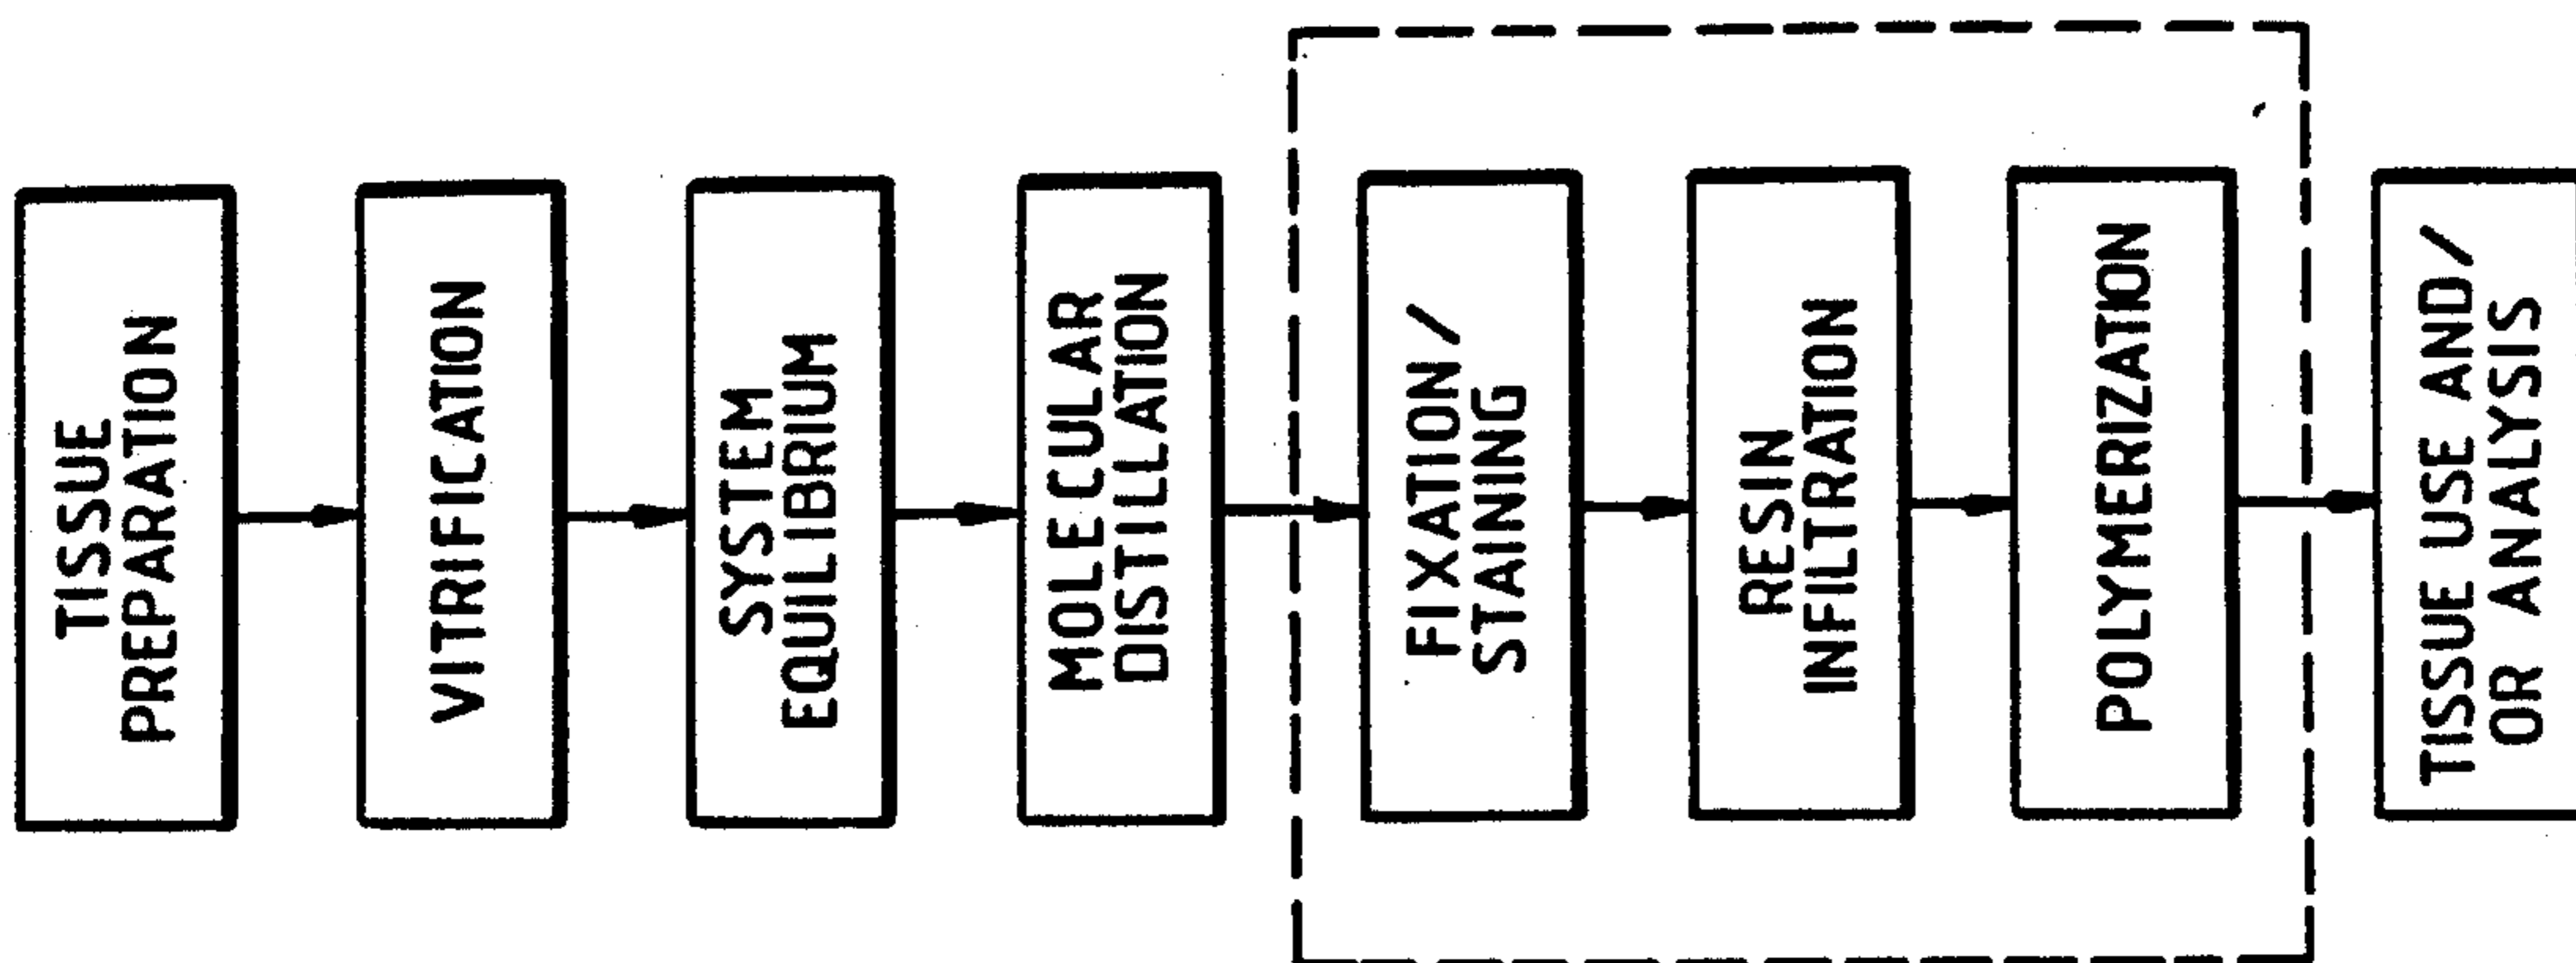 TISSUE
PREPARATION
VITRIFICATION
SYSTEM
EQUILIBRIUM
MOLECULAR
DISTILLATION
FIXATION/
STAINING
RESIN
INFILTRATION
POLYMERIZATION
TISSUE USE AND/
OR ANALYSIS